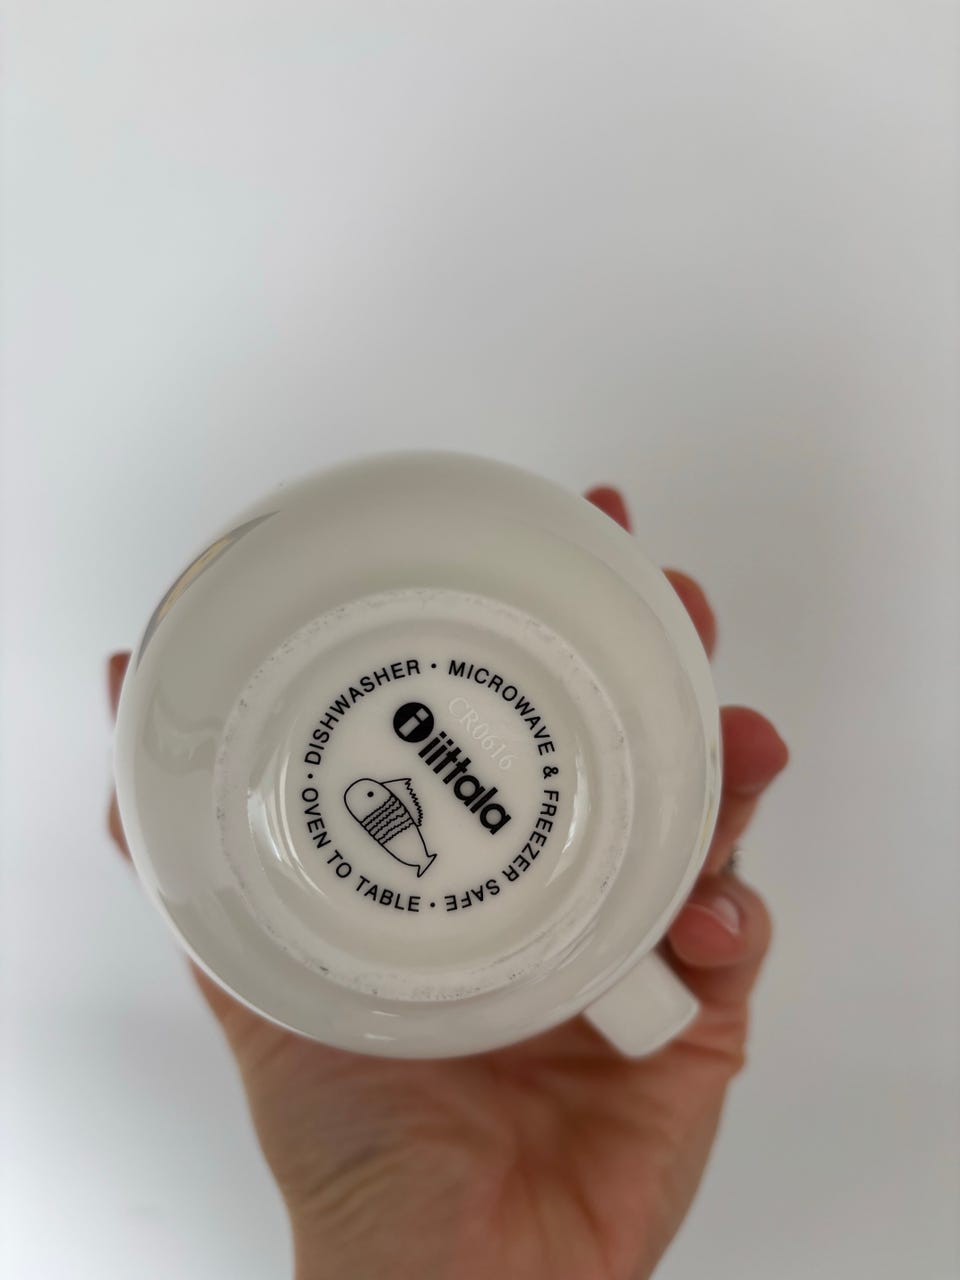 DISHWASHER • MICROWAVE & FREEZER SAFE • OVEN TO TABLE •
i iittala
CR0616